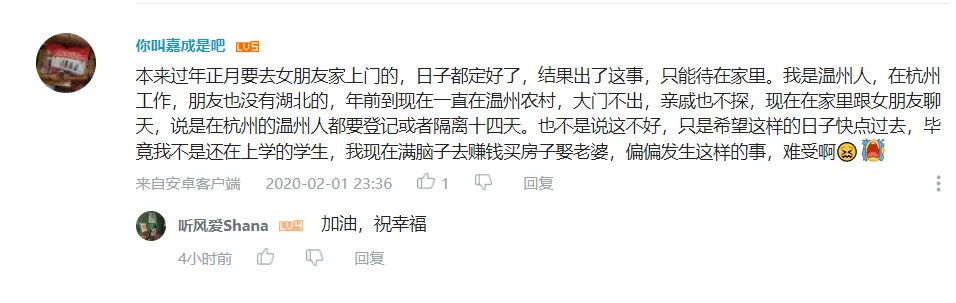 你叫嘉成是吧 LV5
本来过年正月要去女朋友家上门的，日子都定好了，结果出了这事，只能待在家里。我是温州人，在杭州
工作，朋友也没有湖北的，年前到现在一直在温州农村，大门不出，亲戚也不探，现在在家里跟女朋友聊
天，说是在杭州的温州人都要登记或者隔离十四天。也不是说这不好，只是希望这样的日子快点过去，毕
竟我不是还在上学的学生，我现在满脑子去赚钱买房子娶老婆，偏偏发生这样的事，难受啊😖😭
来自安卓客户端 2020-02-01 23:36 1 回复
听风爱Shana LV4 加油，祝幸福
4小时前 回复